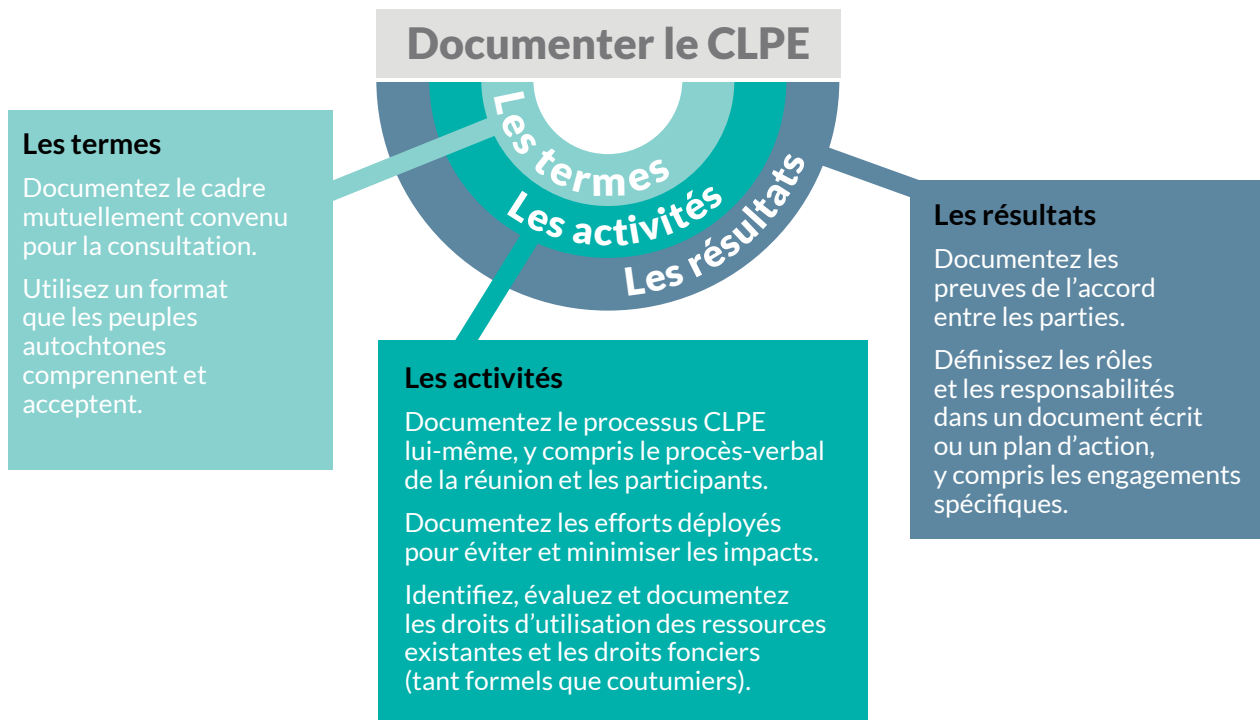 Documenter le CLPE
Les termes
Les activités
Les résultats
Les termes
Documentez le cadre
mutuellement convenu
pour la consultation.
Utilisez un format
que les peuples
autochtones
comprennent et
acceptent.
Les activités
Documentez le processus CLPE
lui-même, y compris le procès-verbal
de la réunion et les participants.
Documentez les efforts déployés
pour éviter et minimiser les impacts.
Identifiez, évaluez et documentez
les droits d’utilisation des ressources
existantes et les droits fonciers
(tant formels que coutumiers).
Les résultats
Documentez les
preuves de l’accord
entre les parties.
Définissez les rôles
et les responsabilités
dans un document écrit
ou un plan d’action,
y compris les engagements
spécifiques.